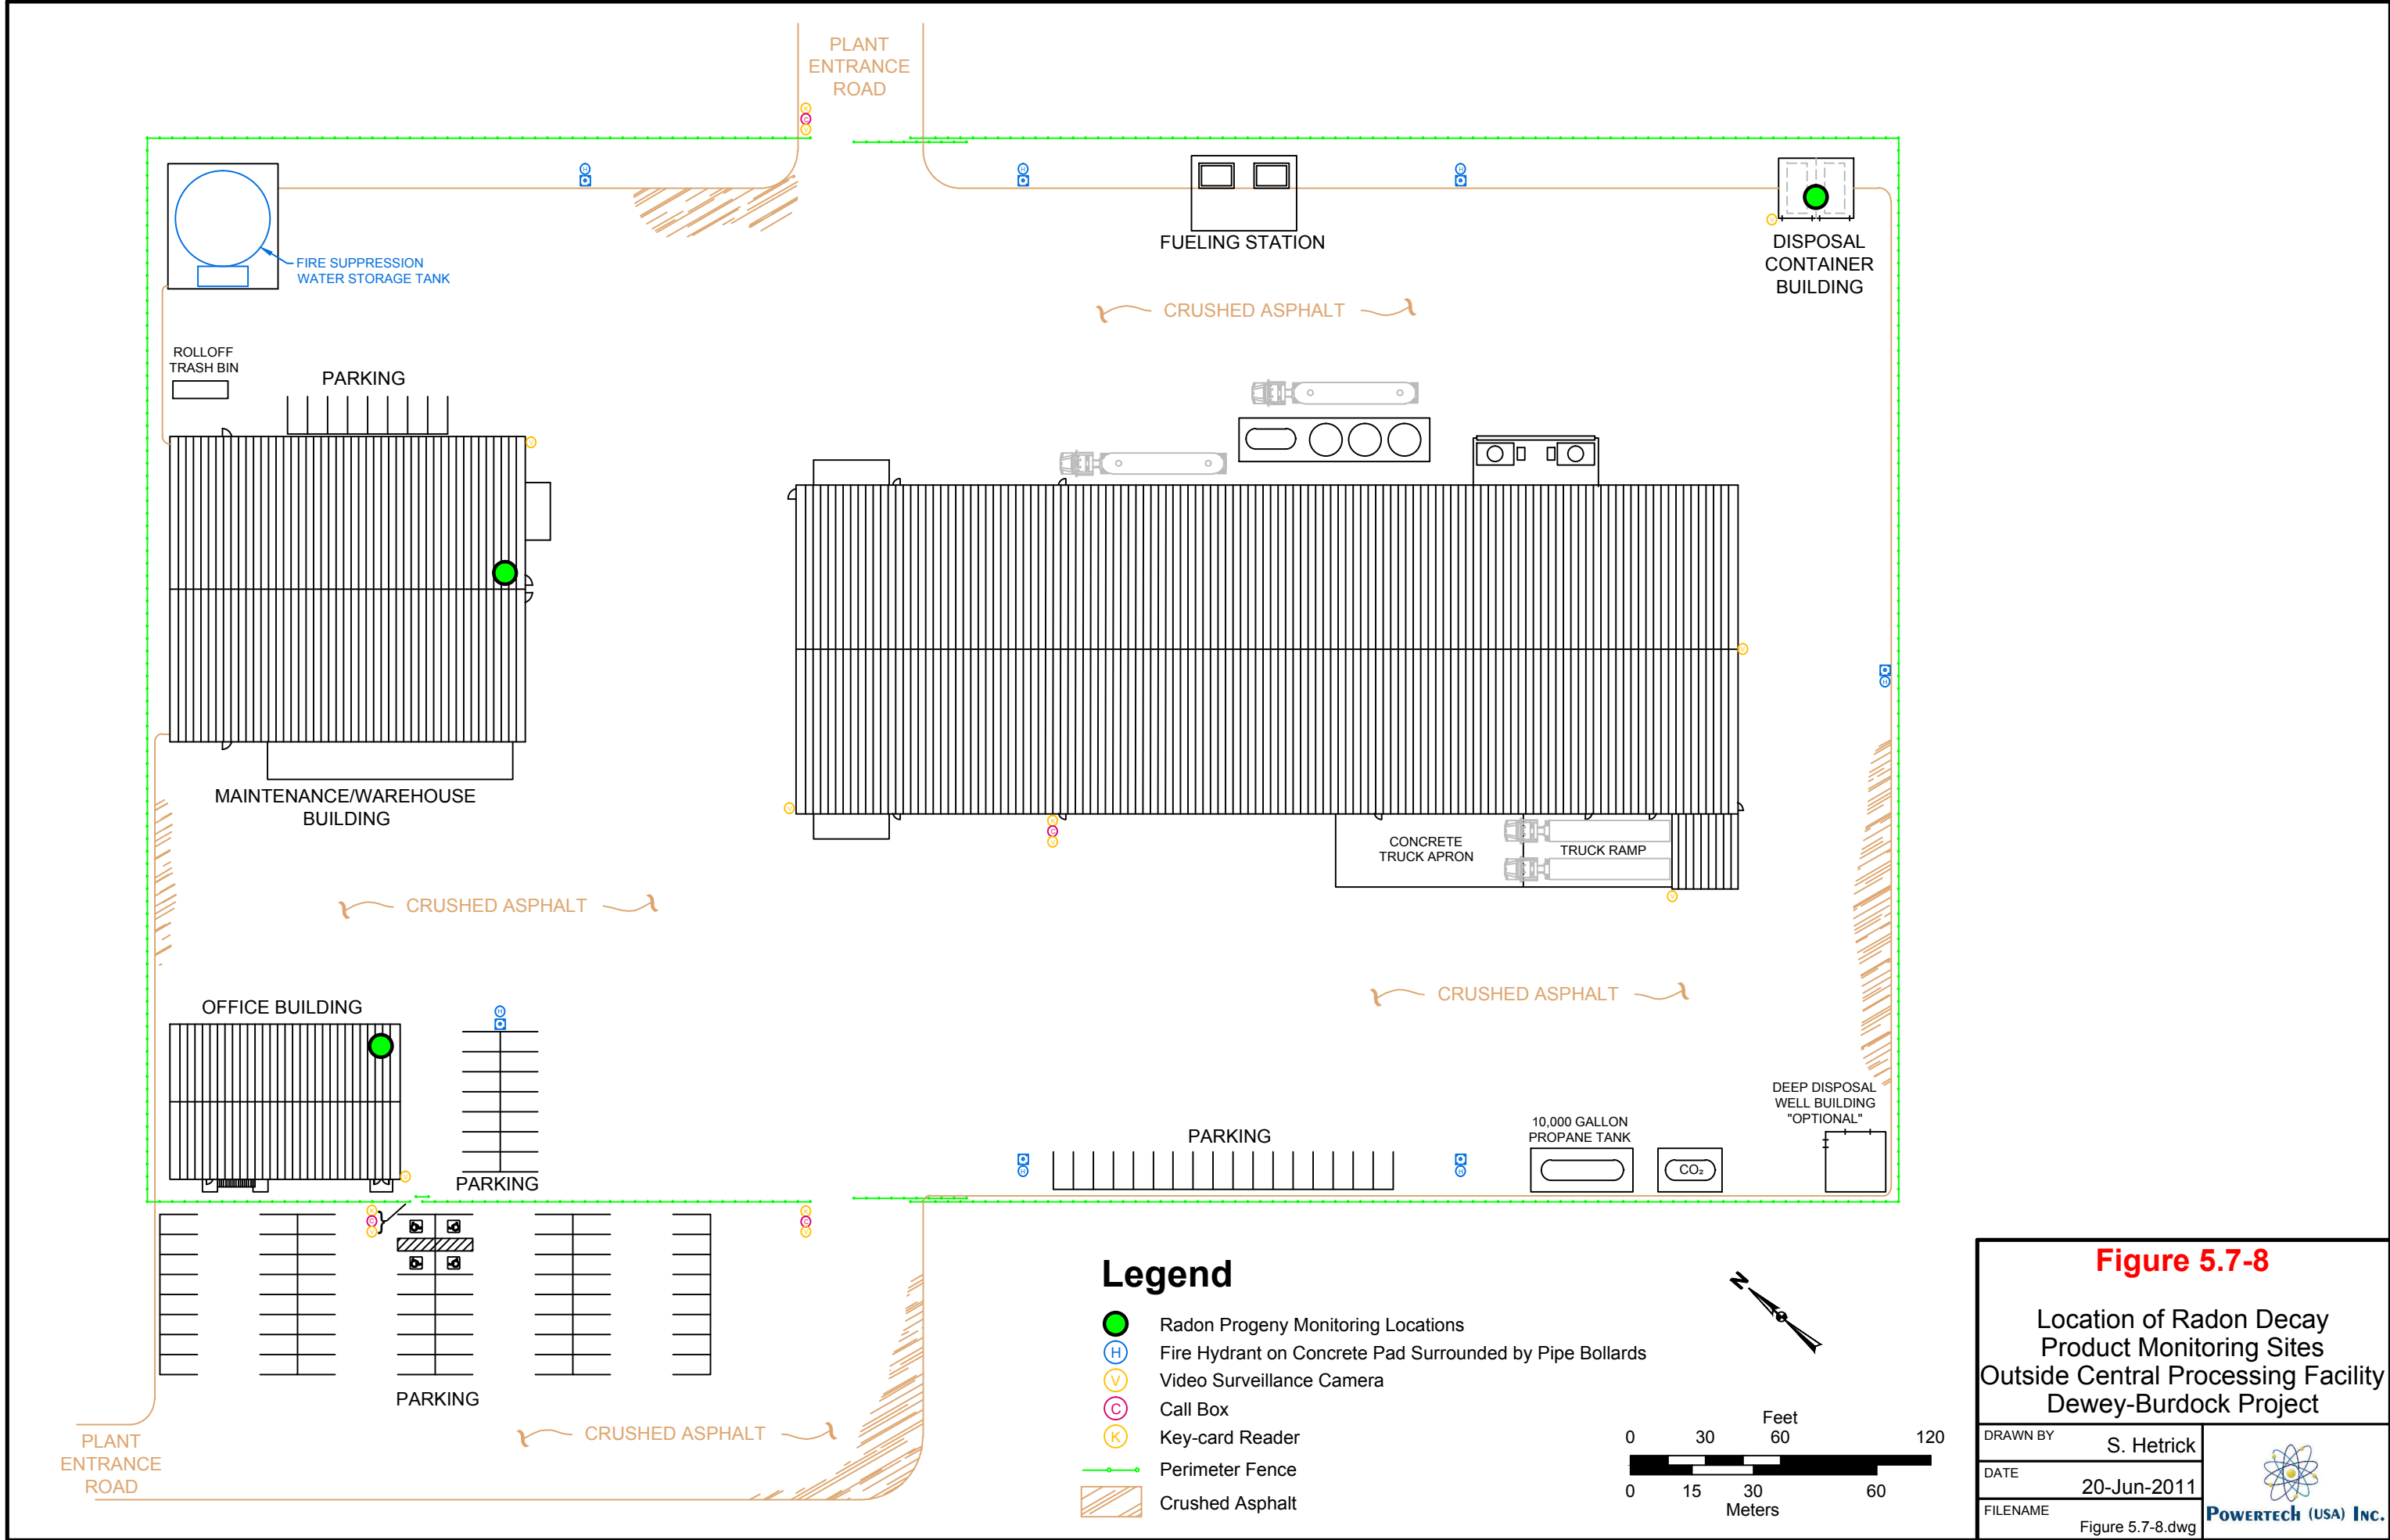 PLANT
ENTRANCE
ROAD
K
C
V
H
H
H
FIRE SUPPRESSION
WATER STORAGE TANK
FUELING STATION
V
DISPOSAL
CONTAINER
BUILDING
CRUSHED ASPHALT
ROLLOFF
TRASH BIN
PARKING
V
V
H
MAINTENANCE/WAREHOUSE
BUILDING
V
K
C
V
CONCRETE
TRUCK APRON
TRUCK RAMP
V
CRUSHED ASPHALT
CRUSHED ASPHALT
OFFICE BUILDING
H
V
PARKING
PARKING
H
H
10,000 GALLON
PROPANE TANK
CO₂
DEEP DISPOSAL
WELL BUILDING
"OPTIONAL"
K
C
V
K
C
V
PARKING
CRUSHED ASPHALT
PLANT
ENTRANCE
ROAD
Legend
Radon Progeny Monitoring Locations
H Fire Hydrant on Concrete Pad Surrounded by Pipe Bollards
V Video Surveillance Camera
C Call Box
K Key-card Reader
Perimeter Fence
Crushed Asphalt
N
Feet
0 30 60 120
0 15 30 60
Meters
Figure 5.7-8
Location of Radon Decay
Product Monitoring Sites
Outside Central Processing Facility
Dewey-Burdock Project
DRAWN BY S. Hetrick
DATE 20-Jun-2011
FILENAME Figure 5.7-8.dwg
POWERTECH (USA) INC.